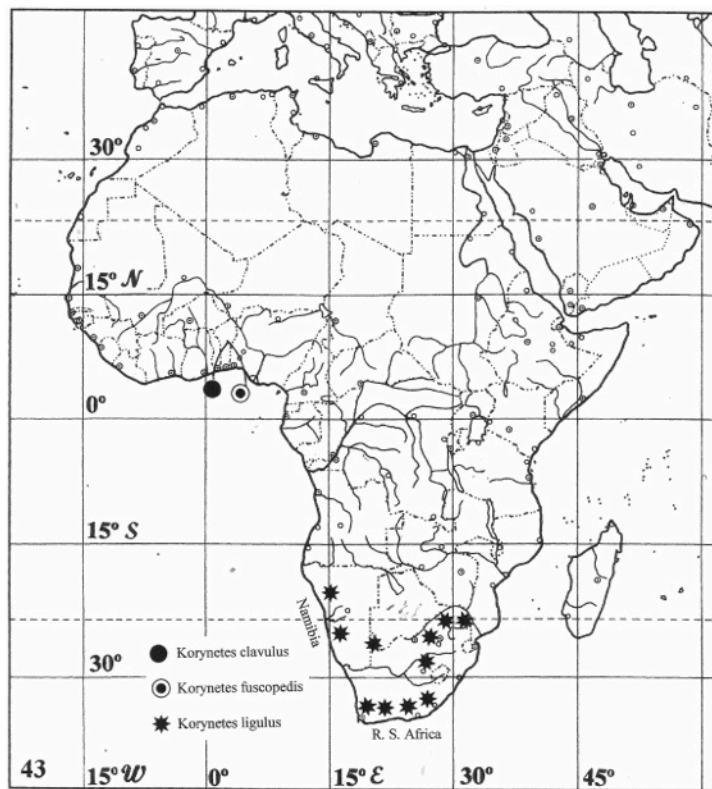 30°
15° N
0°
15° S
Namibia
Korynetes clavulus
Korynetes fuscopedis
30°
Korynetes ligulus
R. S. Africa
43
15° W
0°
15° E
30°
45°